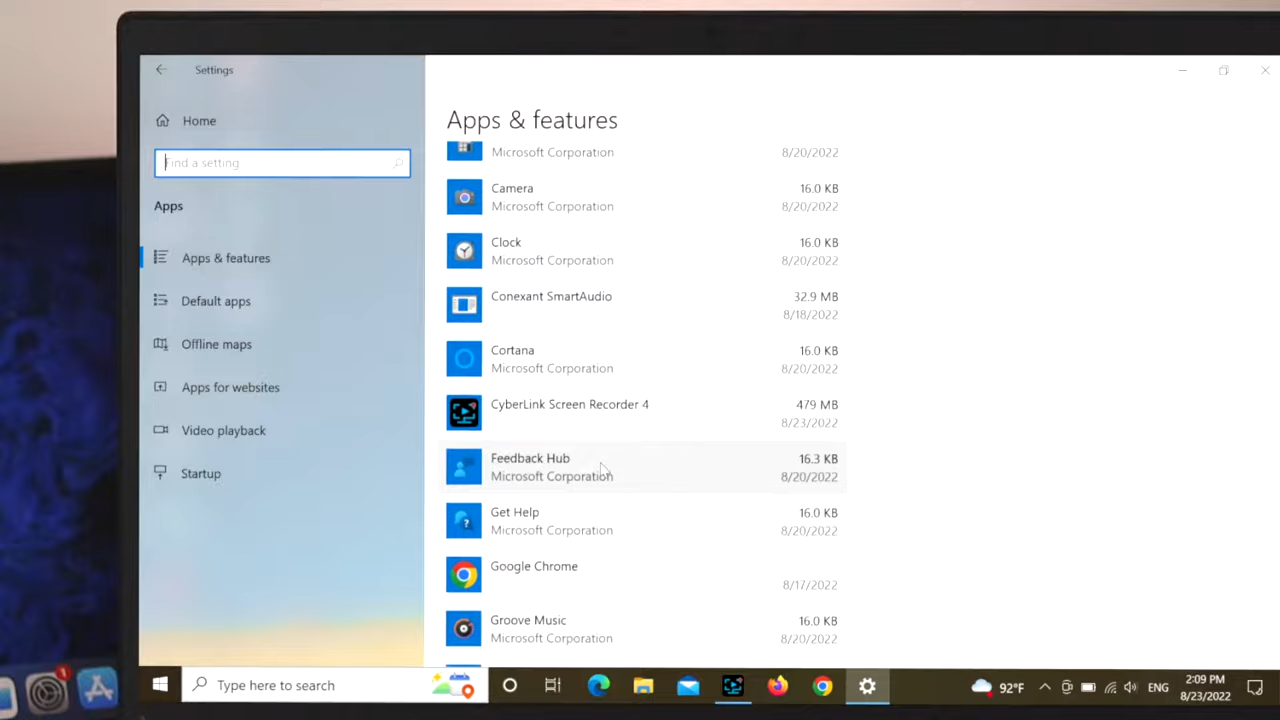 Settings
Home
Find a setting
Apps
Apps & features
Default apps
Offline maps
Apps for websites
Video playback
Startup
Apps & features
Microsoft Corporation 8/20/2022
Camera 16.0 KB
Microsoft Corporation 8/20/2022
Clock 16.0 KB
Microsoft Corporation 8/20/2022
Conexant SmartAudio 32.9 MB
8/18/2022
Cortana 16.0 KB
Microsoft Corporation 8/20/2022
CyberLink Screen Recorder 4 479 MB
8/23/2022
Feedback Hub 16.3 KB
Microsoft Corporation 8/20/2022
Get Help 16.0 KB
Microsoft Corporation 8/20/2022
Google Chrome
8/17/2022
Groove Music 16.0 KB
Microsoft Corporation 8/20/2022
Type here to search
92°F
ENG
2:09 PM
8/23/2022
1